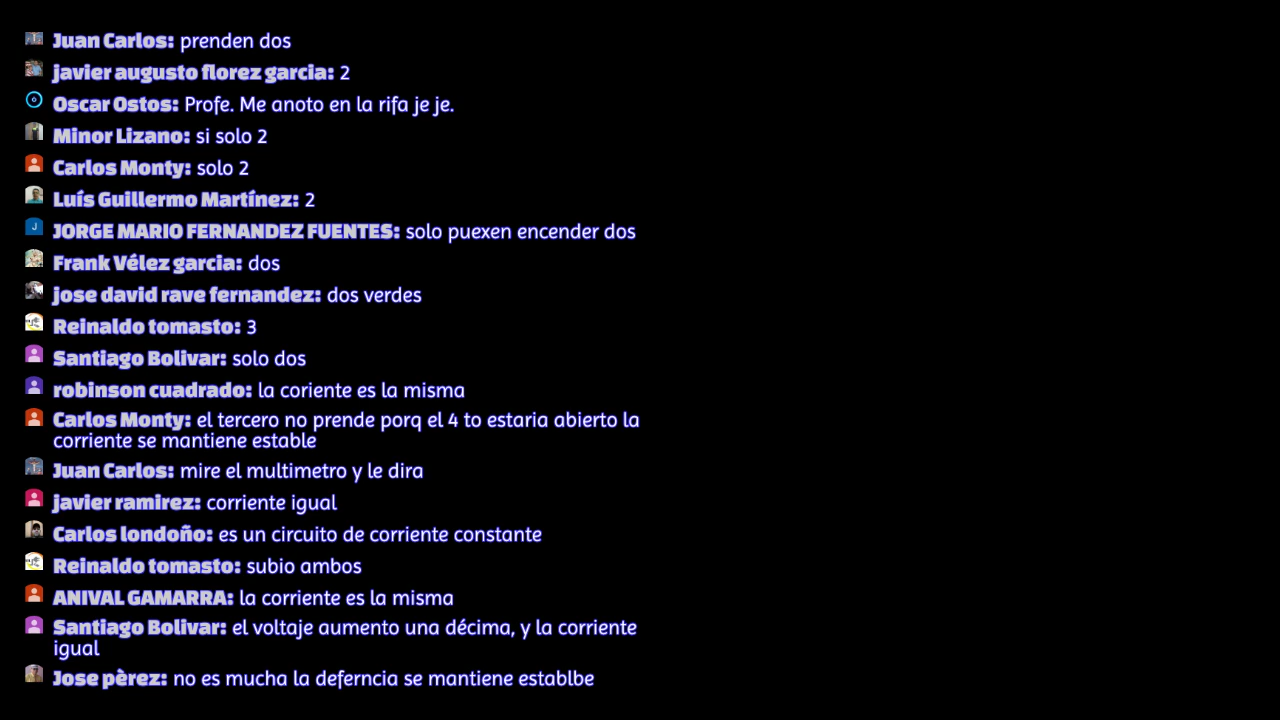 Juan Carlos: prenden dos
javier augusto florez garcia: 2
Oscar Ostos: Profe. Me anoto en la rifa je je.
Minor Lizano: si solo 2
Carlos Monty: solo 2
Luís Guillermo Martínez: 2
J JORGE MARIO FERNANDEZ FUENTES: solo puexen encender dos
Frank Vélez garcia: dos
jose david rave fernandez: dos verdes
Reinaldo tomasto: 3
Santiago Bolivar: solo dos
robinson cuadrado: la coriente es la misma
Carlos Monty: el tercero no prende porq el 4 to estaria abierto la
corriente se mantiene estable
Juan Carlos: mire el multimetro y le dira
javier ramirez: corriente igual
Carlos londoño: es un circuito de corriente constante
Reinaldo tomasto: subio ambos
ANIVAL GAMARRA: la corriente es la misma
Santiago Bolivar: el voltaje aumento una décima, y la corriente
igual
Jose pèrez: no es mucha la deferncia se mantiene establbe